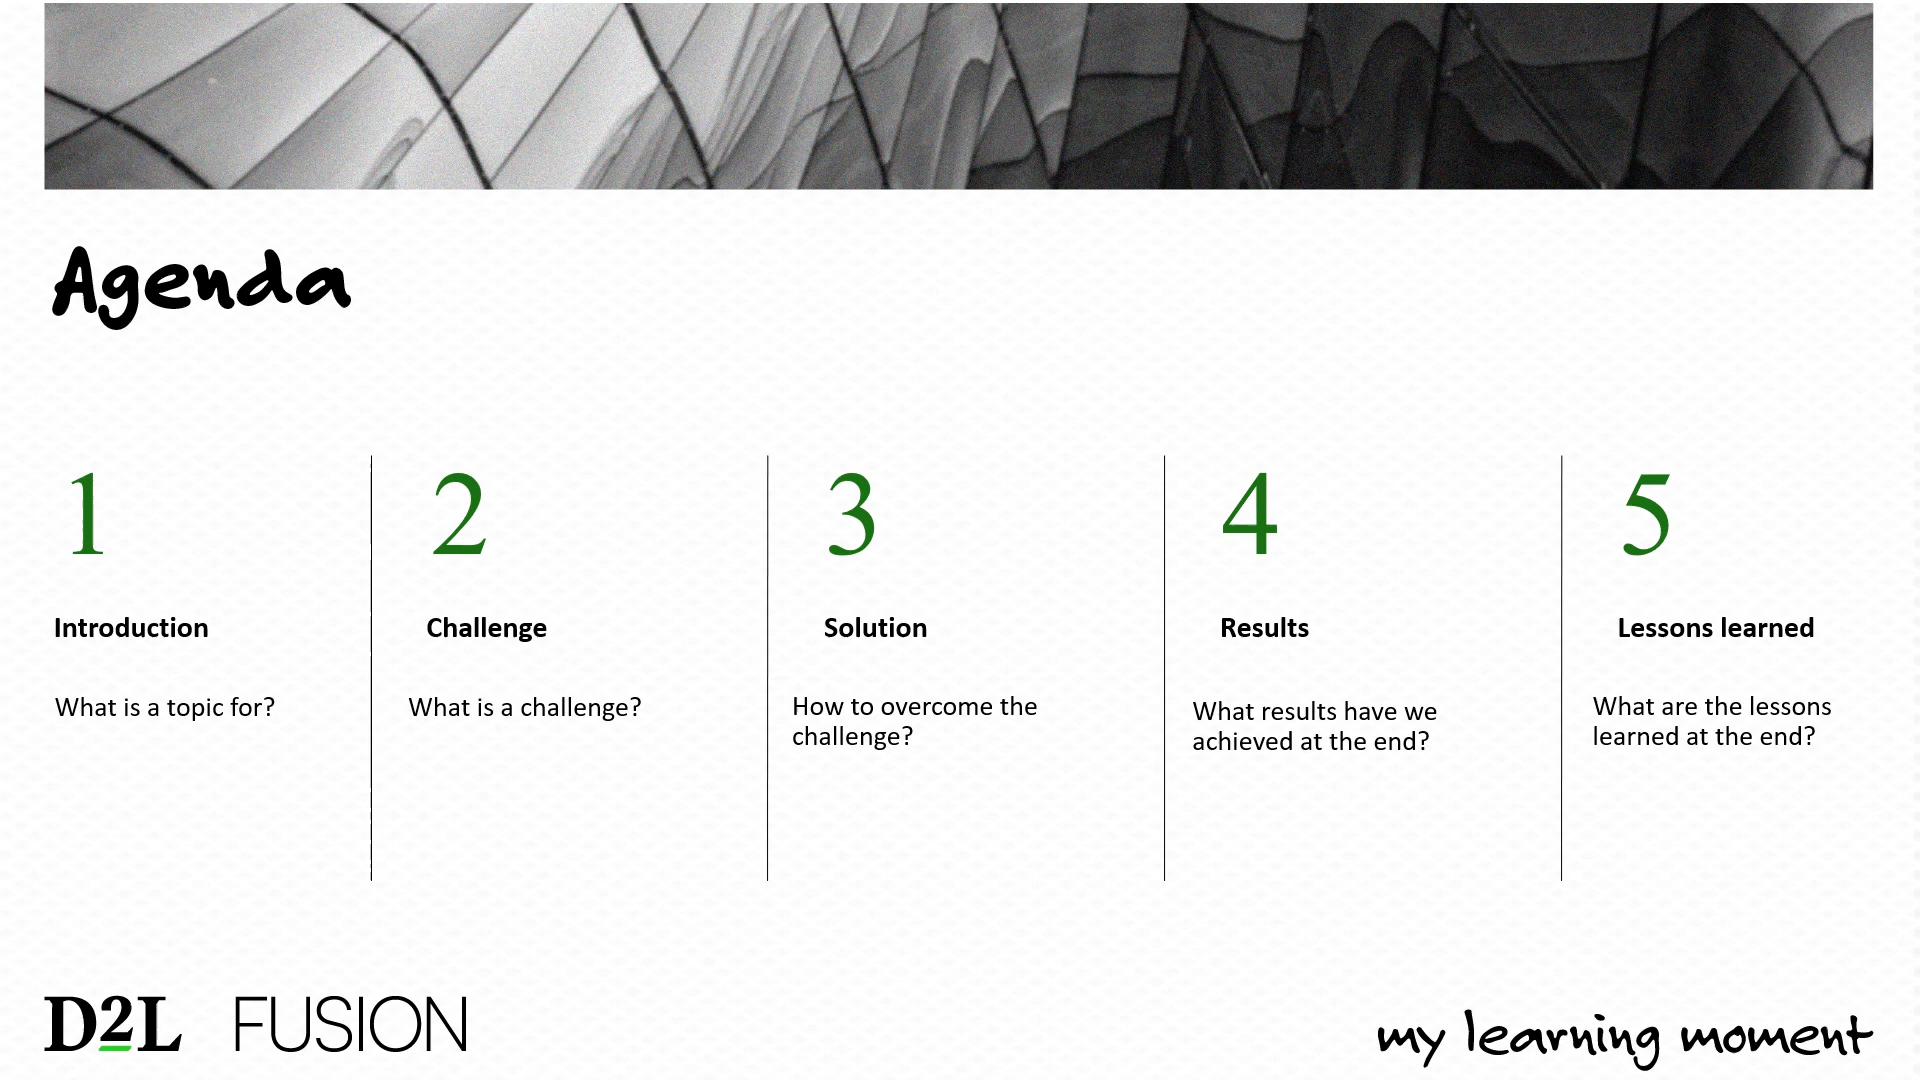 Agenda
1
Introduction
What is a topic for?
2
Challenge
What is a challenge?
3
Solution
How to overcome the
challenge?
4
Results
What results have we
achieved at the end?
5
Lessons learned
What are the lessons
learned at the end?
D2L FUSION
my learning moment